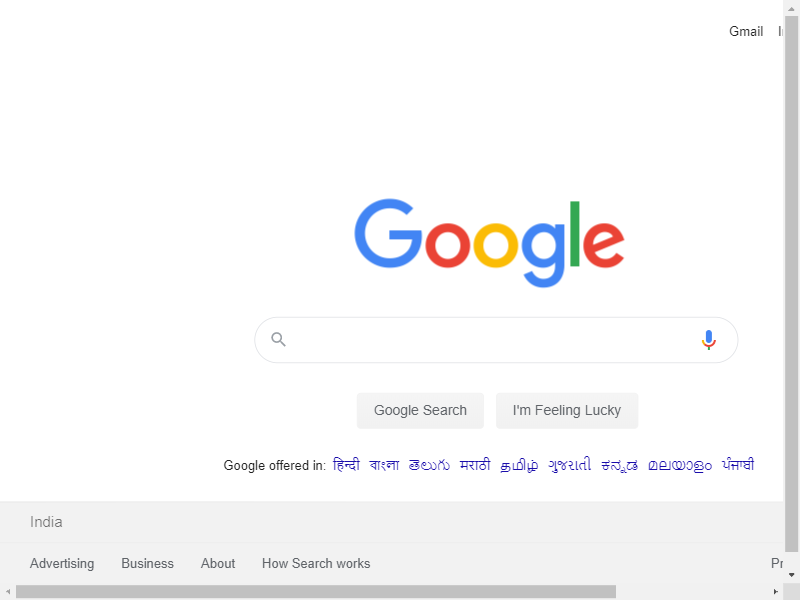 Gmail
Google
Google Search
I'm Feeling Lucky
Google offered in: हिन्दी বাংলা తెలుగు मराठी தமிழ் ગુજરાતી ಕನ್ನಡ മലയാളം ਪੰਜਾਬੀ
India
Advertising Business About How Search works